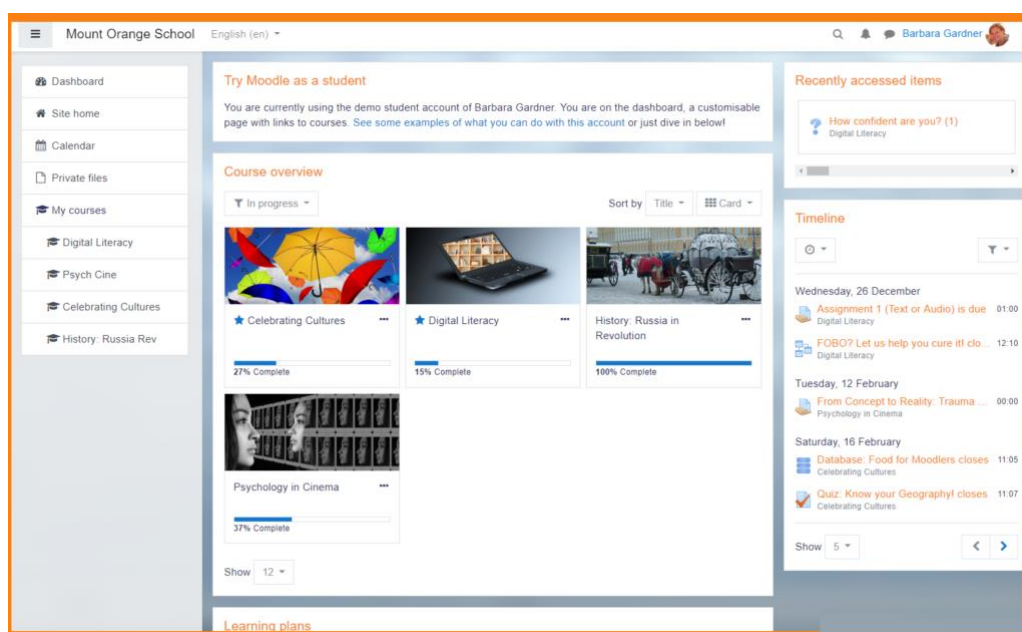 Mount Orange School
English (en)
Barbara Gardner
Dashboard
Site home
Calendar
Private files
My courses
Digital Literacy
Psych Cine
Celebrating Cultures
History: Russia Rev
Try Moodle as a student
You are currently using the demo student account of Barbara Gardner. You are on the dashboard, a customisable
page with links to courses. See some examples of what you can do with this account or just dive in below!
Course overview
In progress
Sort by Title Card
Celebrating Cultures
27% Complete
Digital Literacy
15% Complete
History: Russia in
Revolution
100% Complete
Psychology in Cinema
37% Complete
Show 12
Learning plans
Recently accessed items
How confident are you? (1)
Digital Literacy
Timeline
Wednesday, 26 December
Assignment 1 (Text or Audio) is due 01:00
Digital Literacy
FOBO? Let us help you cure it! clo... 12:10
Digital Literacy
Tuesday, 12 February
From Concept to Reality: Trauma ... 00:00
Psychology in Cinema
Saturday, 16 February
Database: Food for Moodlers closes 11:05
Celebrating Cultures
Quiz: Know your Geography! closes 11:07
Celebrating Cultures
Show 5